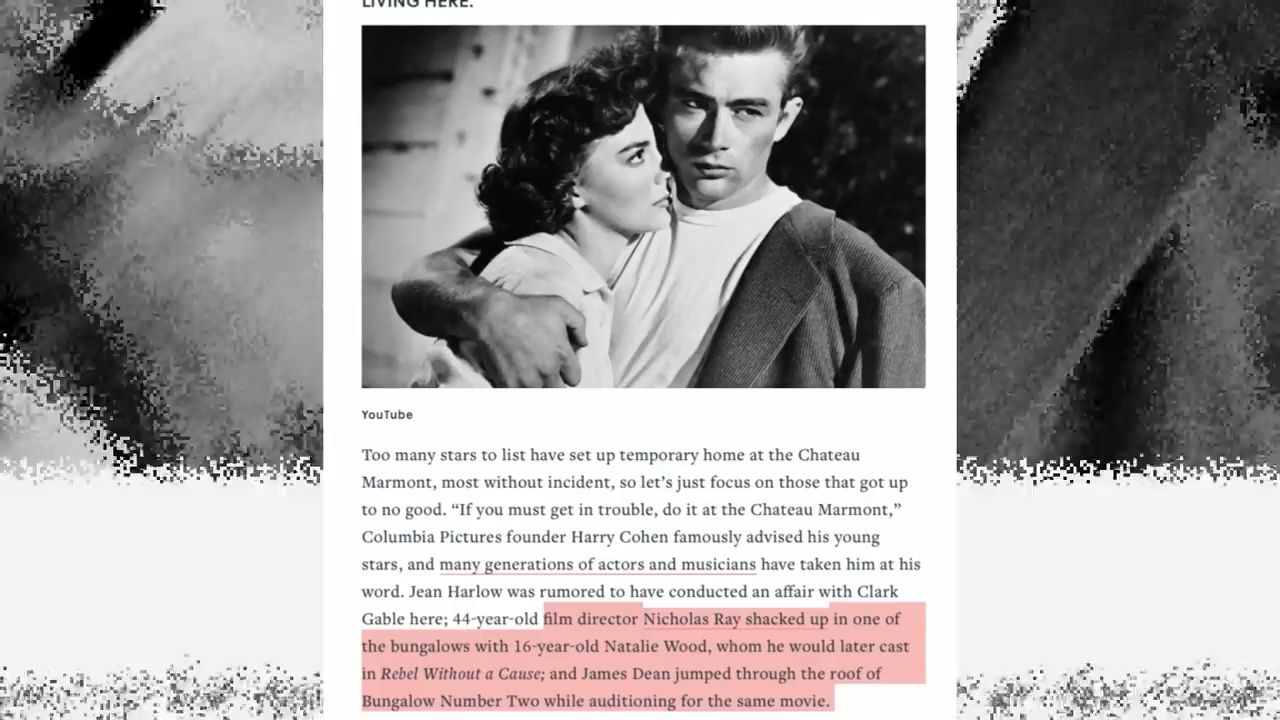 LIVING HERE.
YouTube
Too many stars to list have set up temporary home at the Chateau
Marmont, most without incident, so let’s just focus on those that got up
to no good. “If you must get in trouble, do it at the Chateau Marmont,”
Columbia Pictures founder Harry Cohen famously advised his young
stars, and many generations of actors and musicians have taken him at his
word. Jean Harlow was rumored to have conducted an affair with Clark
Gable here; 44-year-old film director Nicholas Ray shacked up in one of
the bungalows with 16-year-old Natalie Wood, whom he would later cast
in Rebel Without a Cause; and James Dean jumped through the roof of
Bungalow Number Two while auditioning for the same movie.